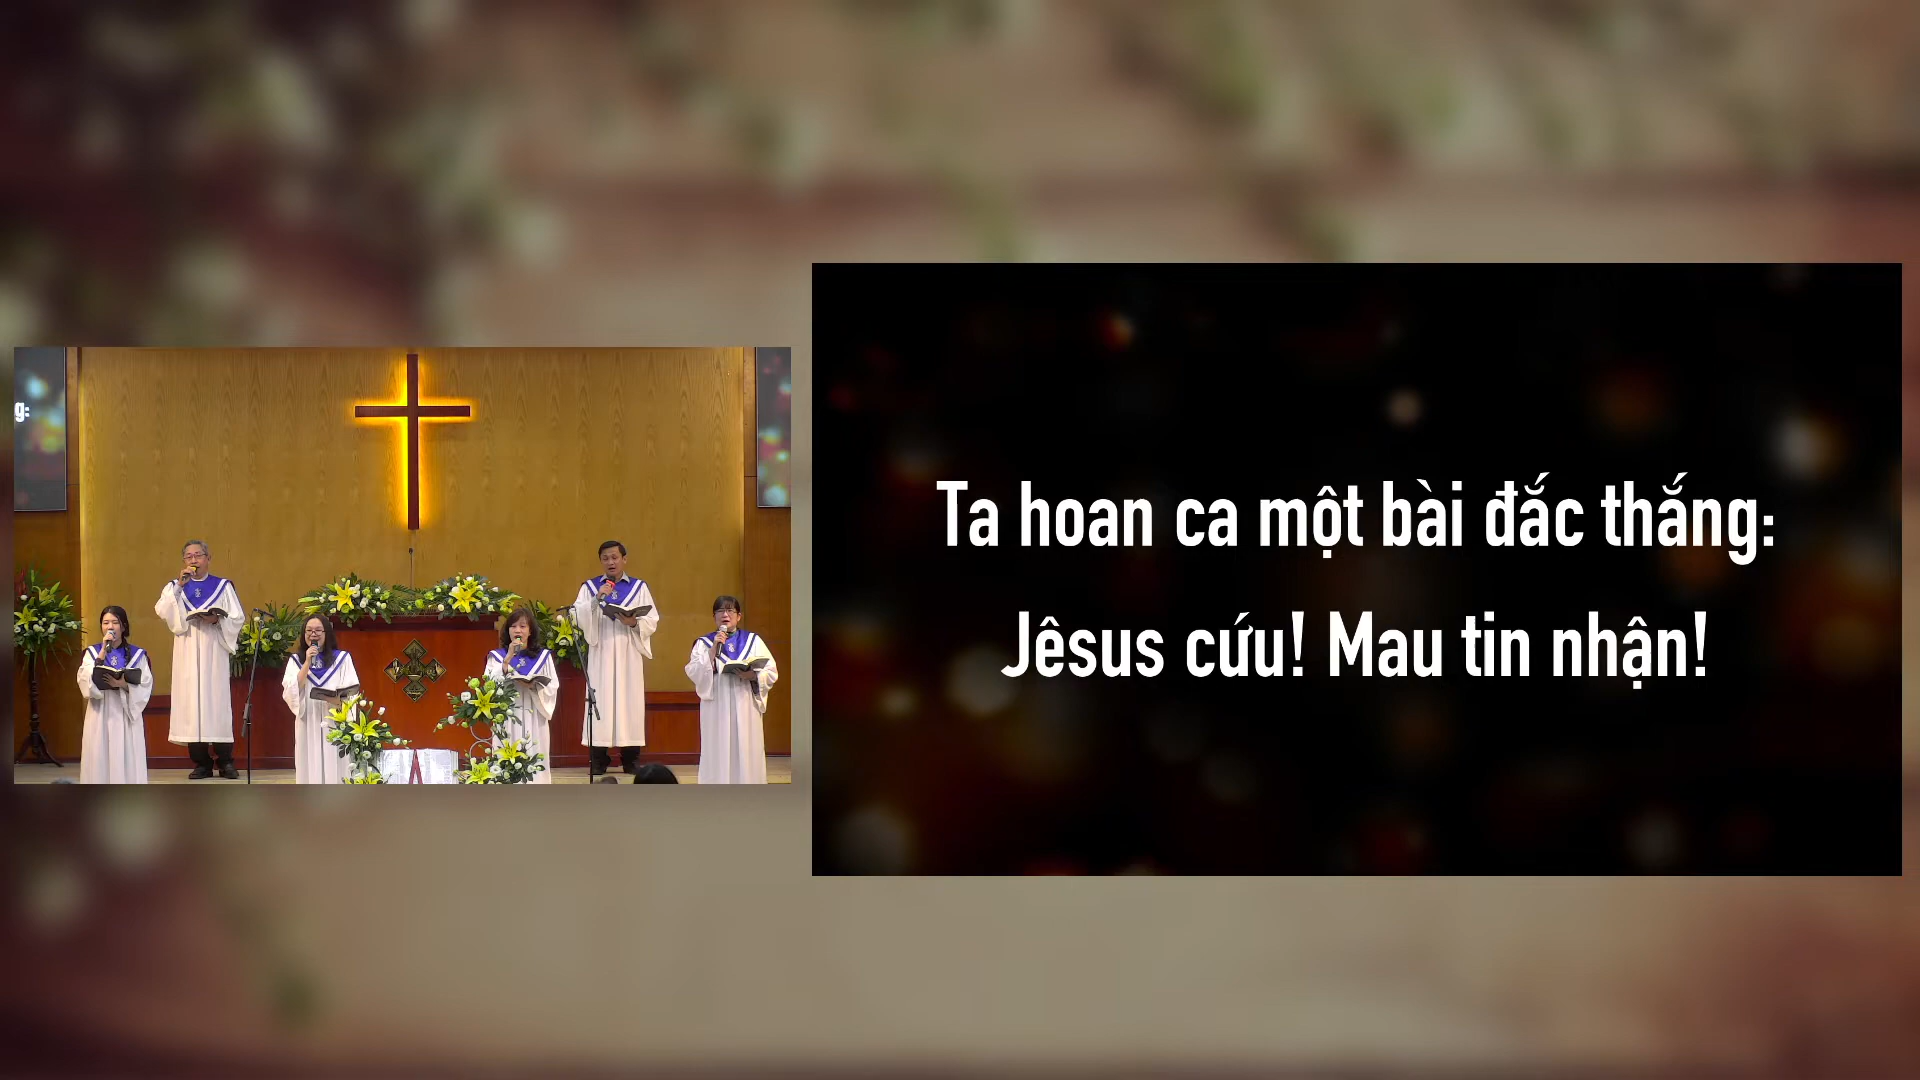 g:
Ta hoan ca một bài đắc thắng:
Jêsus cứu! Mau tin nhận!